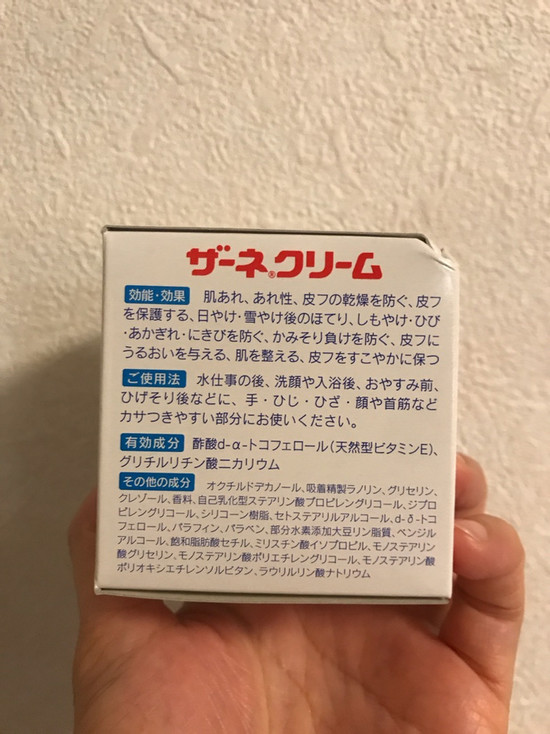 ザーネ®クリーム
効能・効果 肌あれ、あれ性、皮フの乾燥を防ぐ、皮フ
を保護する、日やけ・雪やけ後のほてり、しもやけ・ひび
・あかぎれ・にきびを防ぐ、かみそり負けを防ぐ、皮フに
うるおいを与える、肌を整える、皮フをすこやかに保つ
ご使用法 水仕事の後、洗顔や入浴後、おやすみ前、
ひげそり後などに、手・ひじ・ひざ・顔や首筋など
カサつきやすい部分にお使いください。
有効成分 酢酸d-α-トコフェロール（天然型ビタミンE）、
グリチルリチン酸二カリウム
その他の成分 オクチルドデカノール、吸着精製ラノリン、グリセリン、
クレゾール、香料、自己乳化型ステアリン酸プロピレングリコール、ジプロ
ピレングリコール、シリコーン樹脂、セトステアリルアルコール、d-δ-トコ
フェロール、パラフィン、パラベン、部分水素添加大豆リン脂質、ベンジル
アルコール、飽和脂肪酸セチル、ミリスチン酸イソプロピル、モノステアリン
酸グリセリン、モノステアリン酸ポリエチレングリコール、モノステアリン酸
ポリオキシエチレンソルビタン、ラウリルリン酸ナトリウム